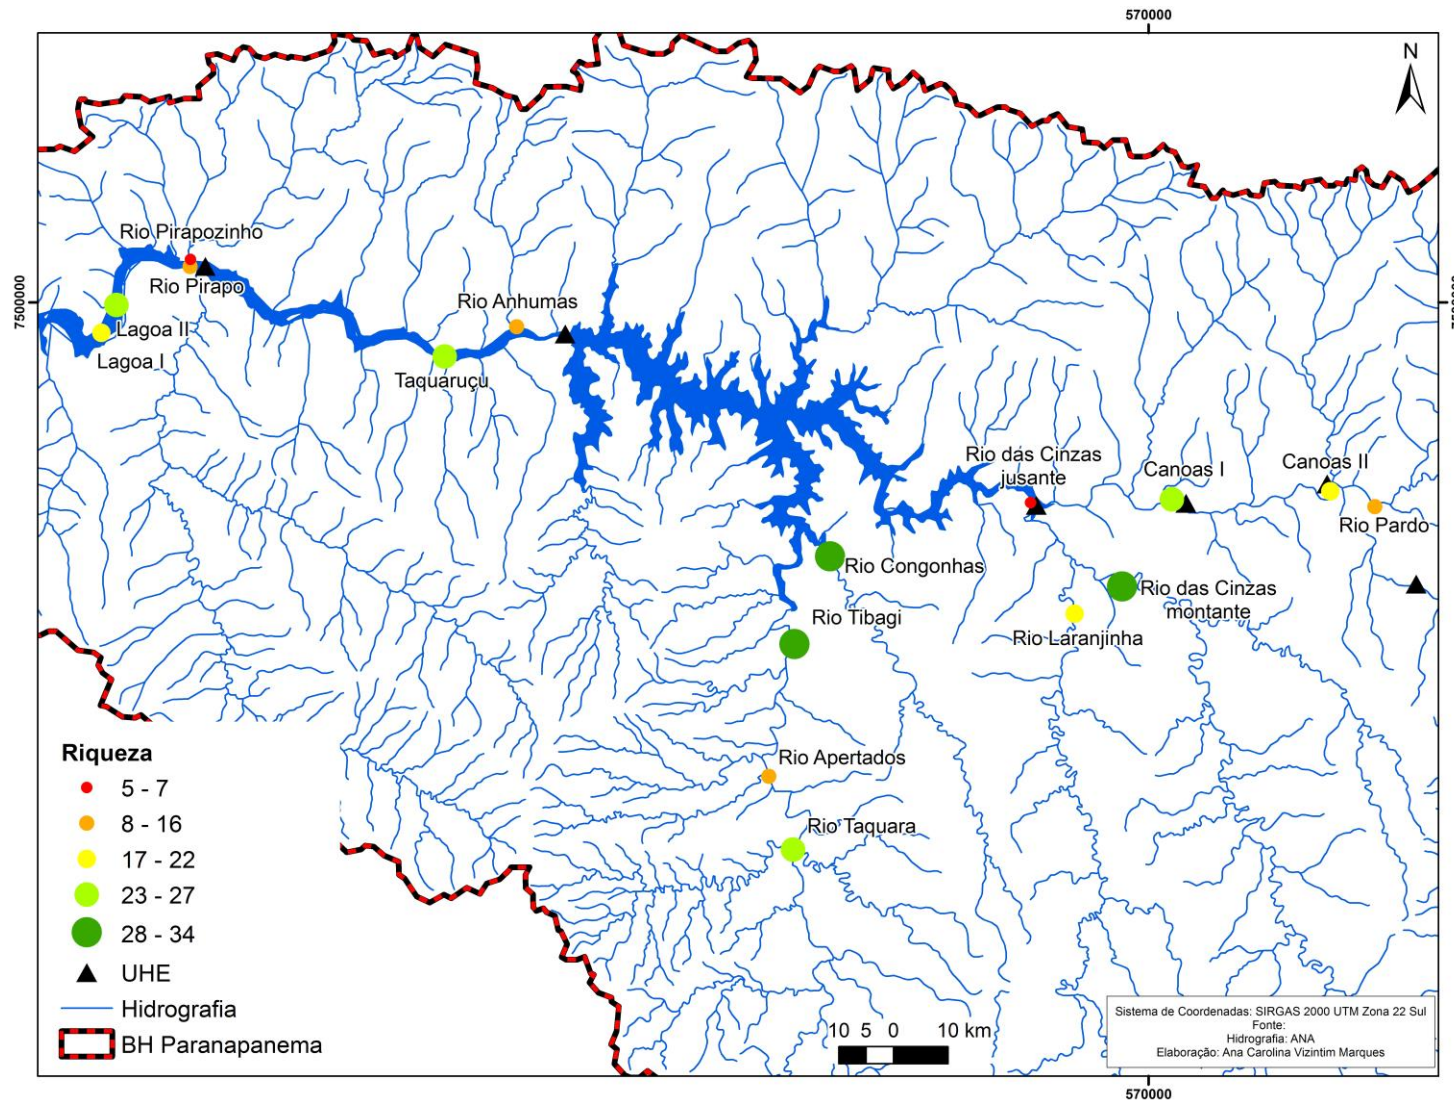 570000
N
Rio Pirapozinho
Rio Pirapo
7500000
Lagoa II
Lagoa I
Rio Anhumas
Taquaruçu
Rio das Cinzas
jusante
Canoas I
Canoas II
Rio Pardo
Rio Congonhas
Rio das Cinzas
montante
Rio Tibagi
Rio Laranjinha
Rio Apertados
Rio Taquara
Riqueza
5 - 7
8 - 16
17 - 22
23 - 27
28 - 34
UHE
Hidrografia
BH Paranapanema
10 5 0 10 km
Sistema de Coordenadas: SIRGAS 2000 UTM Zona 22 Sul
Fonte:
Hidrografia: ANA
Elaboração: Ana Carolina Vizintim Marques
570000